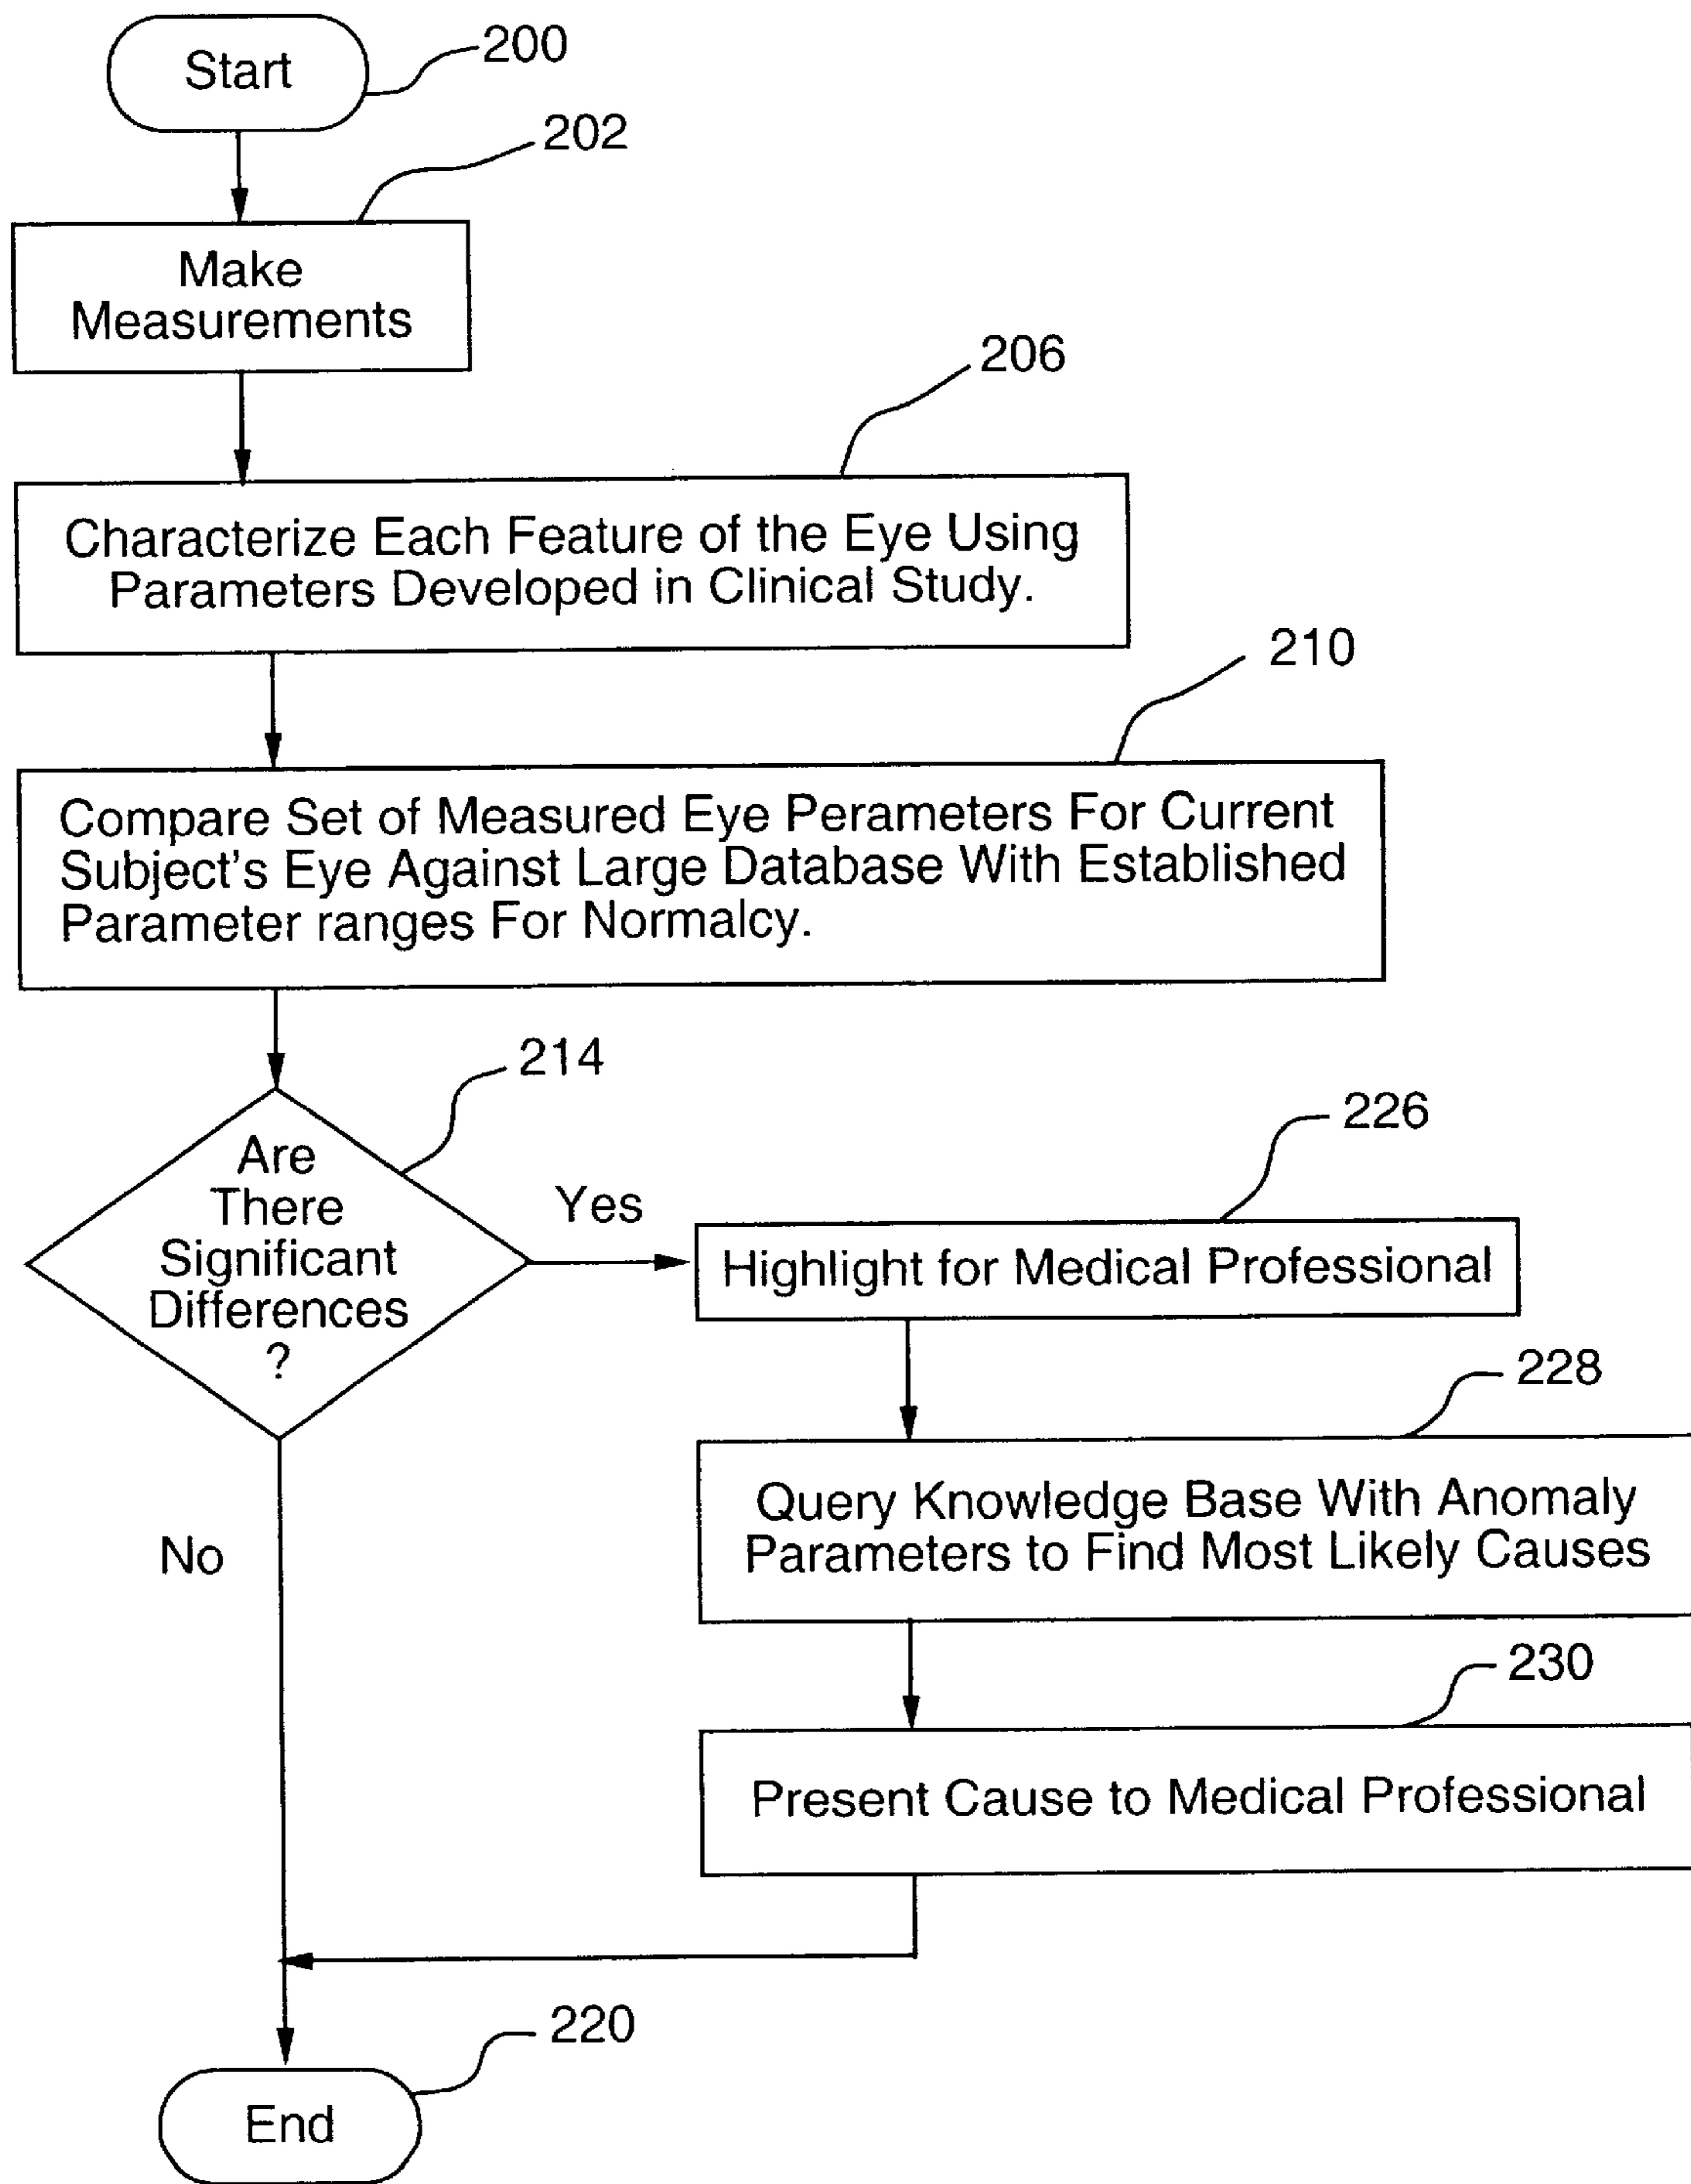 Start
200
202
Make
Measurements
206
Characterize Each Feature of the Eye Using
Parameters Developed in Clinical Study.
210
Compare Set of Measured Eye Perameters For Current
Subject's Eye Against Large Database With Established
Parameter ranges For Normalcy.
214
Are
There
Significant
Differences
?
Yes
226
Highlight for Medical Professional
228
Query Knowledge Base With Anomaly
Parameters to Find Most Likely Causes
No
230
Present Cause to Medical Professional
220
End